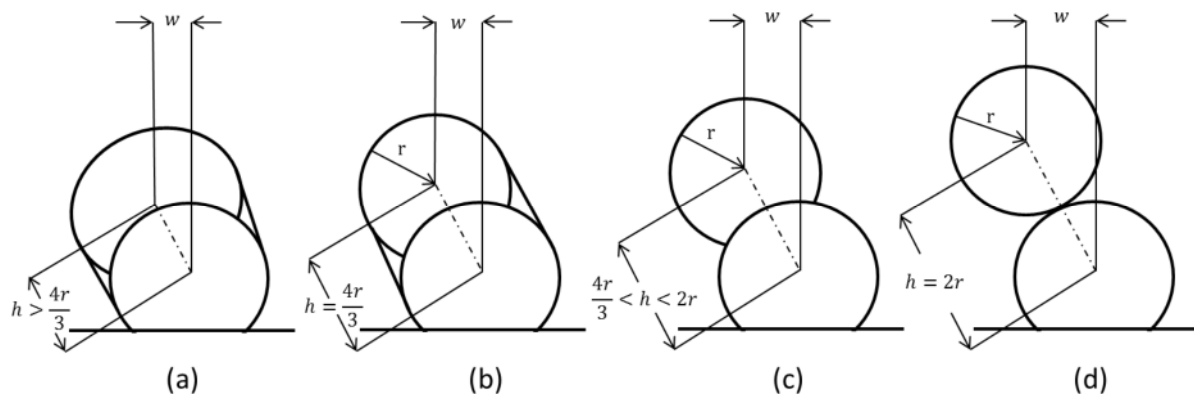 w
w
w
w
r
r
r
h > 4r/3
h = 4r/3
4r/3 < h < 2r
h = 2r
(a)
(b)
(c)
(d)